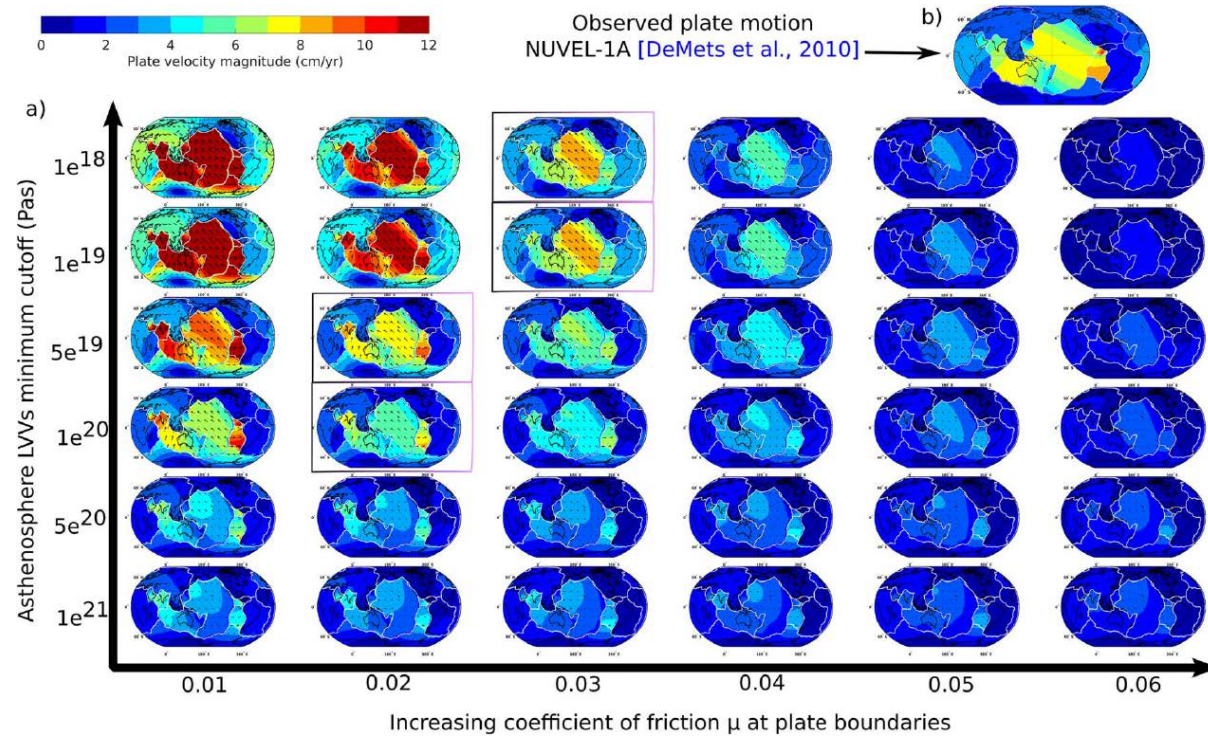 0 2 4 6 8 10 12
Plate velocity magnitude (cm/yr)
Observed plate motion
NUVEL-1A [DeMets et al., 2010]
b)
a)
Asthenosphere LVVs minimum cutoff (Pas)
1e18
1e19
5e19
1e20
5e20
1e21
0.01 0.02 0.03 0.04 0.05 0.06
Increasing coefficient of friction μ at plate boundaries